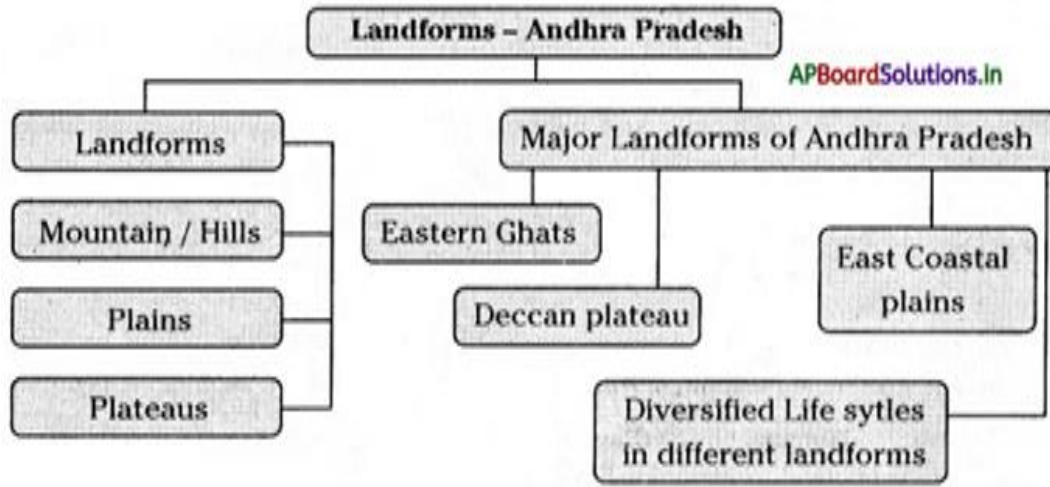 Landforms – Andhra Pradesh
APBoardSolutions.in
Landforms
Major Landforms of Andhra Pradesh
Mountain / Hills
Eastern Ghats
East Coastal
plains
Plains
Deccan plateau
Plateaus
Diversified Life sytles
in different landforms